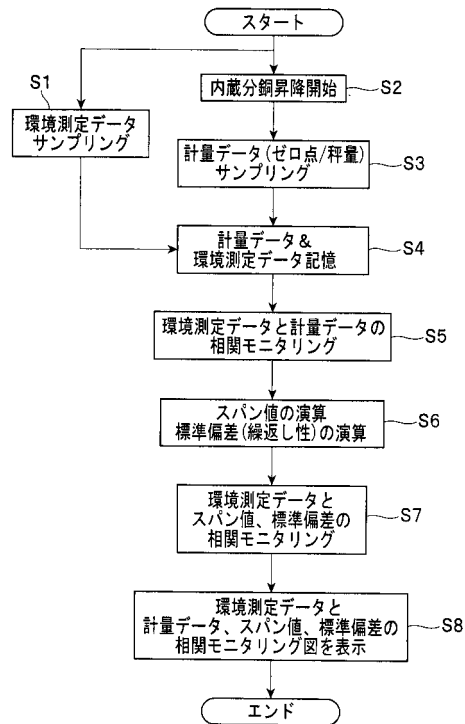 スタート
S1
環境測定データ
サンプリング
内蔵分銅昇降開始
S2
計量データ(ゼロ点/秤量)
サンプリング
S3
計量データ&
環境測定データ記憶
S4
環境測定データと計量データの
相関モニタリング
S5
スパン値の演算
標準偏差(繰返し性)の演算
S6
環境測定データと
スパン値、標準偏差の
相関モニタリング
S7
環境測定データと
計量データ、スパン値、標準偏差の
相関モニタリング図を表示
S8
エンド